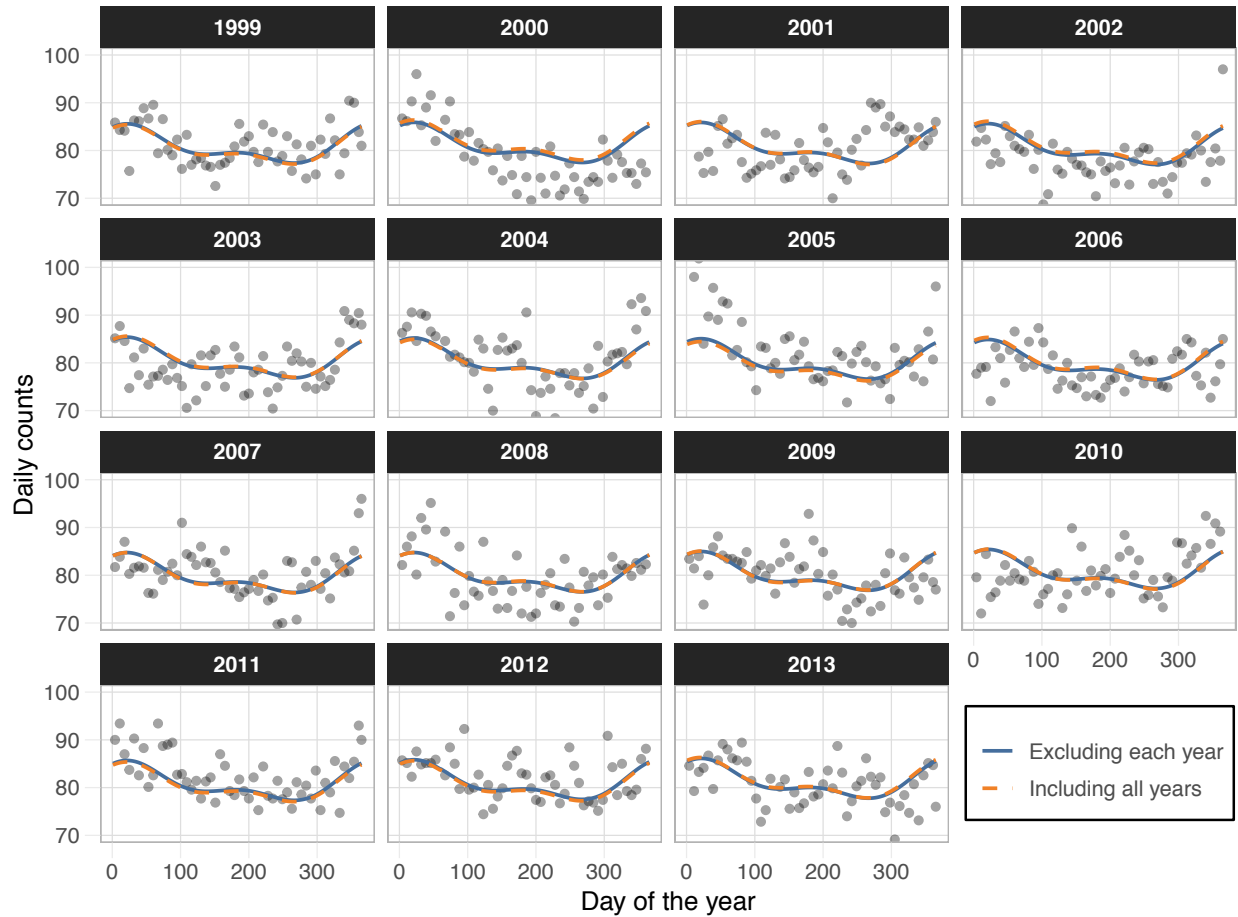 1999 2000 2001 2002
100
90
80
70
2003 2004 2005 2006
100
90
80
70
2007 2008 2009 2010
100
90
80
70
0 100 200 300
2011 2012 2013
100
90
80
70
0 100 200 300 0 100 200 300 0 100 200 300
Daily counts
Day of the year
Excluding each year
Including all years